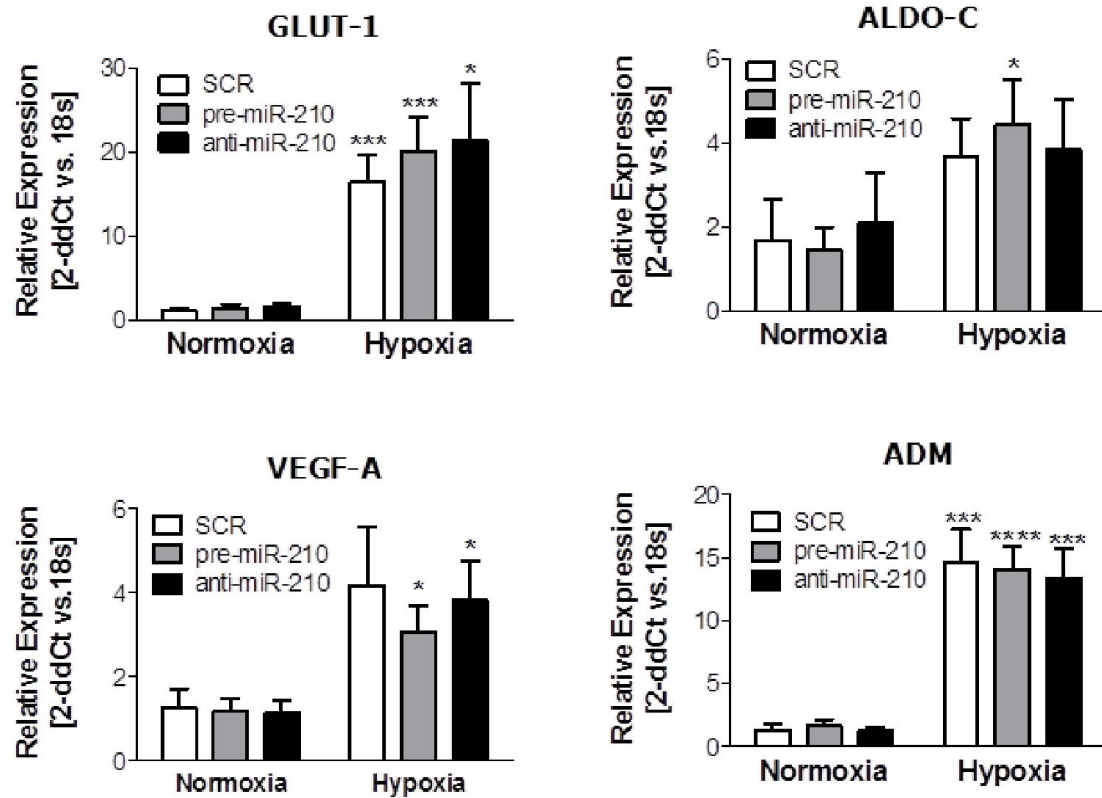 GLUT-1
Relative Expression
[2-ddCt vs. 18s]
30
20
10
0
SCR
pre-miR-210
anti-miR-210
***
***
*
Normoxia
Hypoxia
ALDO-C
Relative Expression
[2-ddCt vs. 18s]
6
4
2
0
SCR
pre-miR-210
anti-miR-210
*
Normoxia
Hypoxia
VEGF-A
Relative Expression
[2-ddCt vs.18s]
6
4
2
0
SCR
pre-miR-210
anti-miR-210
*
*
Normoxia
Hypoxia
ADM
Relative Expression
[2-ddCt vs.18s]
20
15
10
5
0
SCR
pre-miR-210
anti-miR-210
***
****
***
Normoxia
Hypoxia